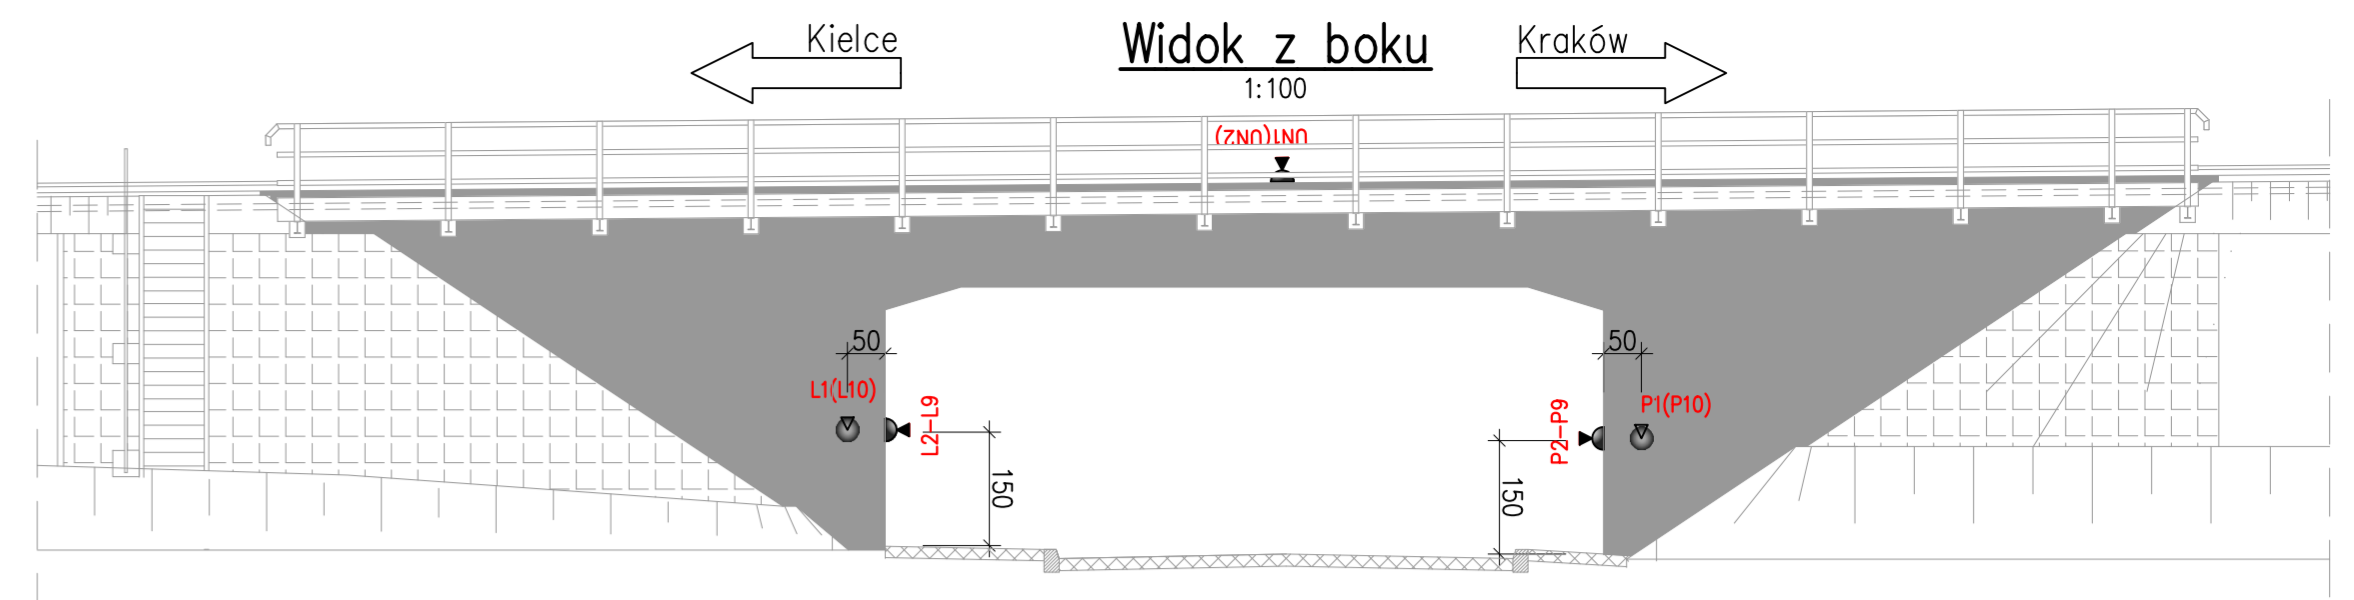 Kielce
Widok z boku
1:100
Kraków
UN1(UN2)
50
L1(L10)
L2-L9
150
50
P1(P10)
P2-P9
150